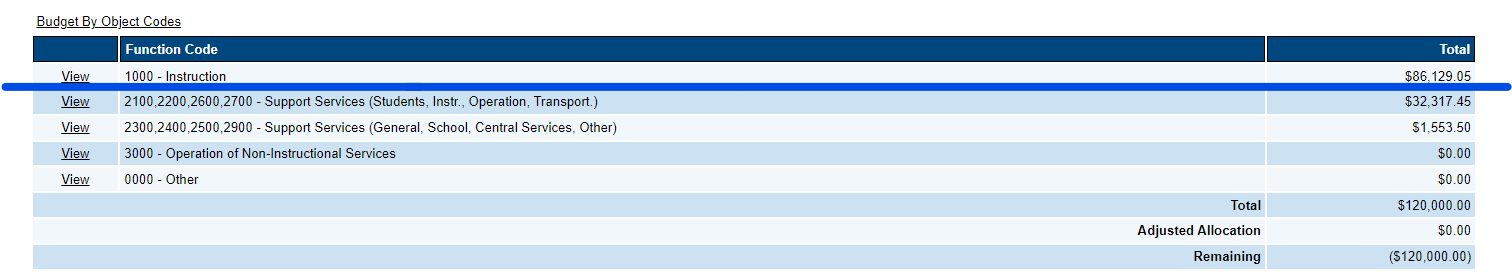 Budget By Object Codes
Function Code Total
View 1000 - Instruction $86,129.05
View 2100,2200,2600,2700 - Support Services (Students, Instr., Operation, Transport.) $32,317.45
View 2300,2400,2500,2900 - Support Services (General, School, Central Services, Other) $1,553.50
View 3000 - Operation of Non-Instructional Services $0.00
View 0000 - Other $0.00
Total $120,000.00
Adjusted Allocation $0.00
Remaining ($120,000.00)